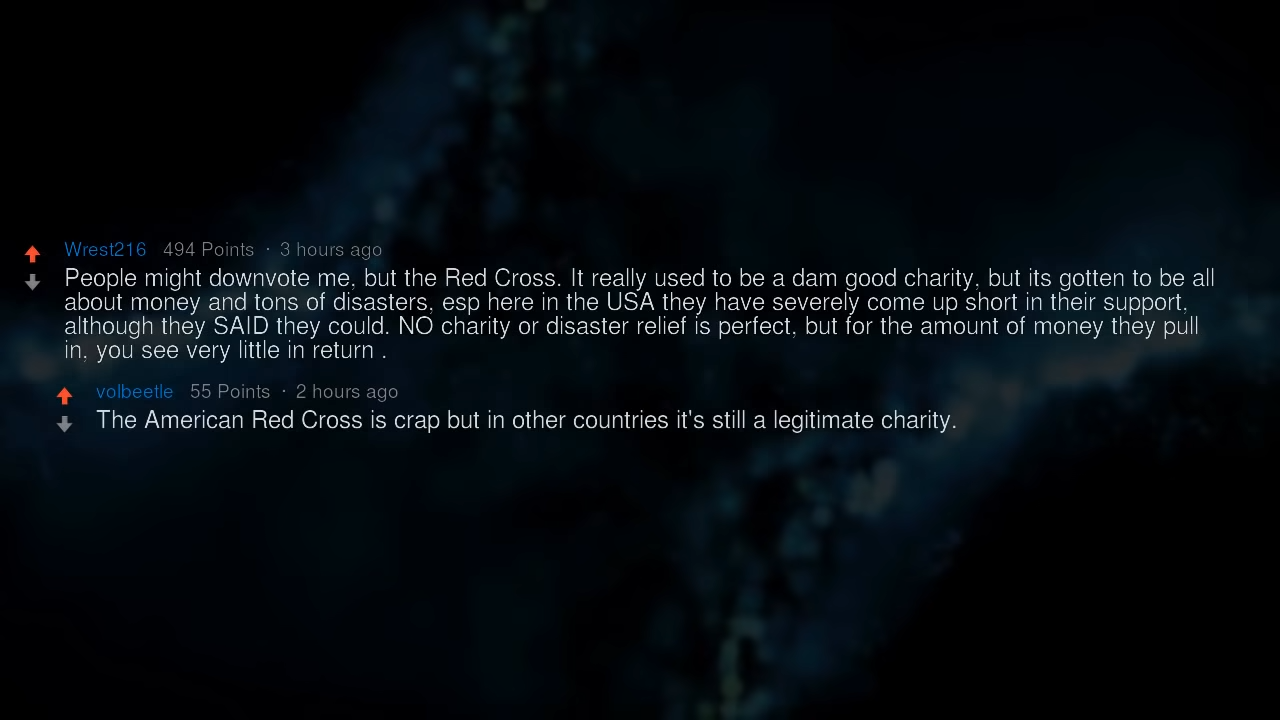 Wrest216 494 Points · 3 hours ago
People might downvote me, but the Red Cross. It really used to be a dam good charity, but its gotten to be all
about money and tons of disasters, esp here in the USA they have severely come up short in their support,
although they SAID they could. NO charity or disaster relief is perfect, but for the amount of money they pull
in, you see very little in return .
volbeetle 55 Points · 2 hours ago
The American Red Cross is crap but in other countries it's still a legitimate charity.